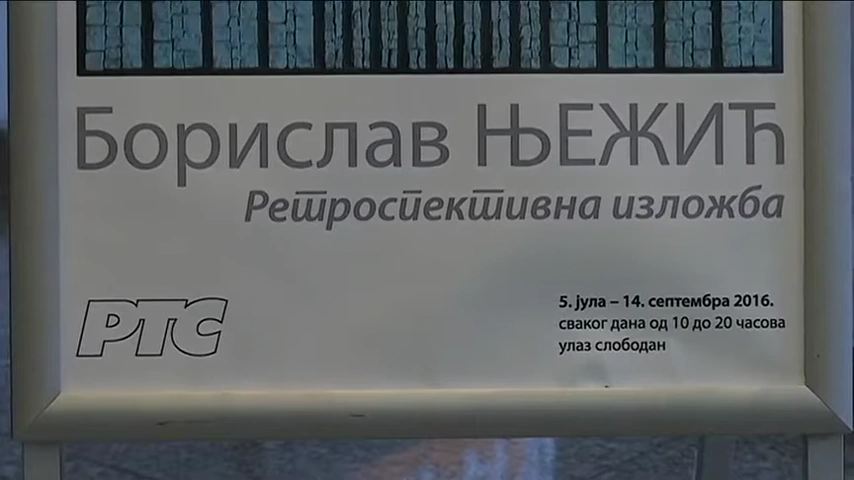 Борислав ЊЕЖИЋ
Ретроспективна изложба
5. јула – 14. септембра 2016.
сваког дана од 10 до 20 часова
улаз слободан
РТС